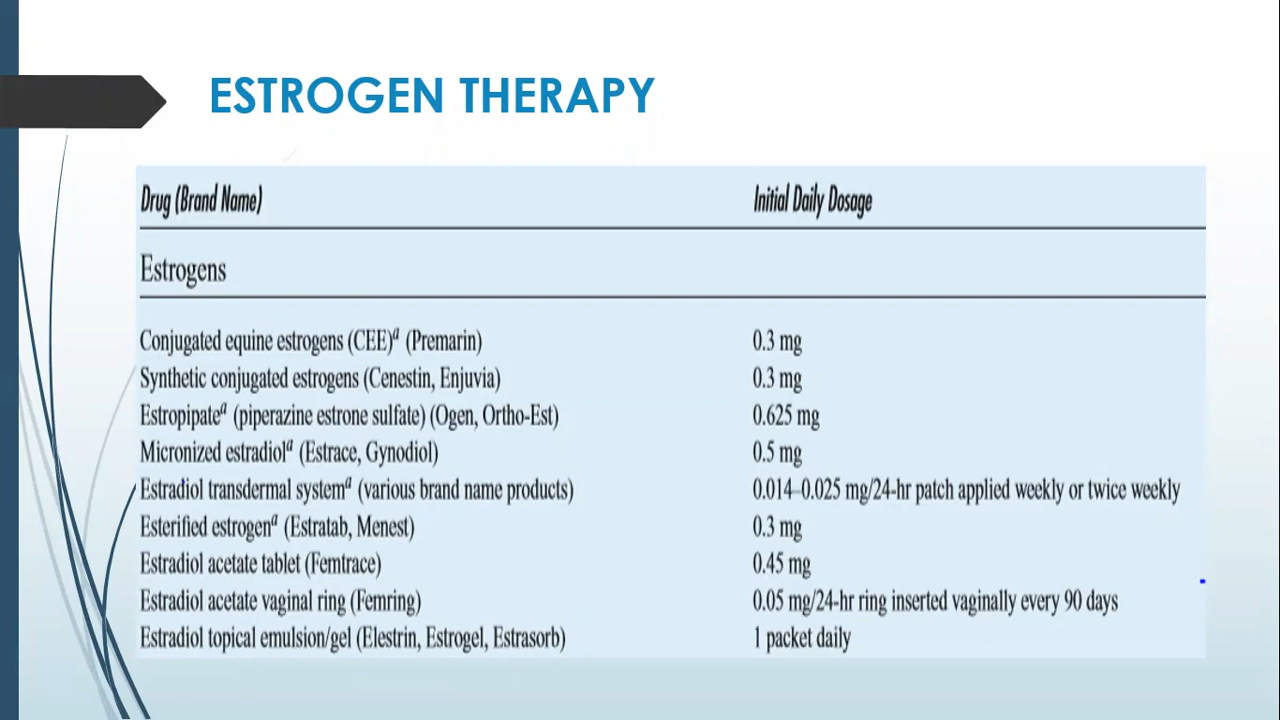 ESTROGEN THERAPY
Drug (Brand Name) Initial Daily Dosage
Estrogens
Conjugated equine estrogens (CEE)ᵃ (Premarin) 0.3 mg
Synthetic conjugated estrogens (Cenestin, Enjuvia) 0.3 mg
Estropipateᵃ (piperazine estrone sulfate) (Ogen, Ortho-Est) 0.625 mg
Micronized estradiolᵃ (Estrace, Gynodiol) 0.5 mg
Estradiol transdermal systemᵃ (various brand name products) 0.014–0.025 mg/24-hr patch applied weekly or twice weekly
Esterified estrogenᵃ (Estratab, Menest) 0.3 mg
Estradiol acetate tablet (Femtrace) 0.45 mg
Estradiol acetate vaginal ring (Femring) 0.05 mg/24-hr ring inserted vaginally every 90 days
Estradiol topical emulsion/gel (Elestrin, Estrogel, Estrasorb) 1 packet daily